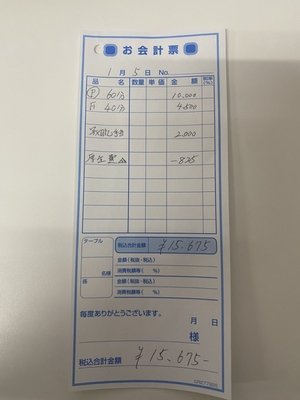 お会計票
1月 5日 No.
品 名 数量 単価 金 額 税率(%)
Ⓟ 60分 10,000
F 40分 4,500
2,000
厚生費 △ -825
テーブル 名様 係
税込合計金額 ¥15,675
金額 (税抜・税込)
消費税額等 ( %)
金額 (税抜・税込)
消費税額等 ( %)
毎度ありがとうございます。
月 日
様
税込合計金額 ¥15,675-